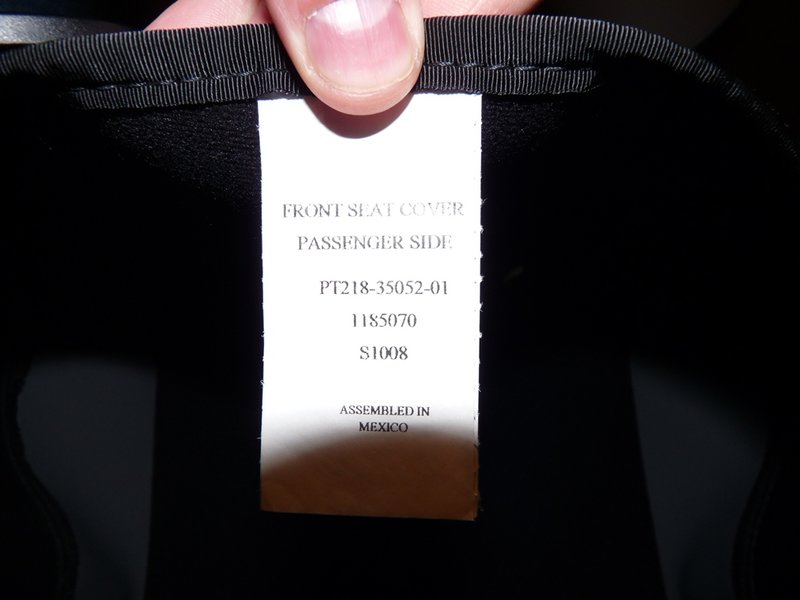 FRONT SEAT COVER
PASSENGER SIDE
PT218-35052-01
1185070
S1008
ASSEMBLED IN
MEXICO